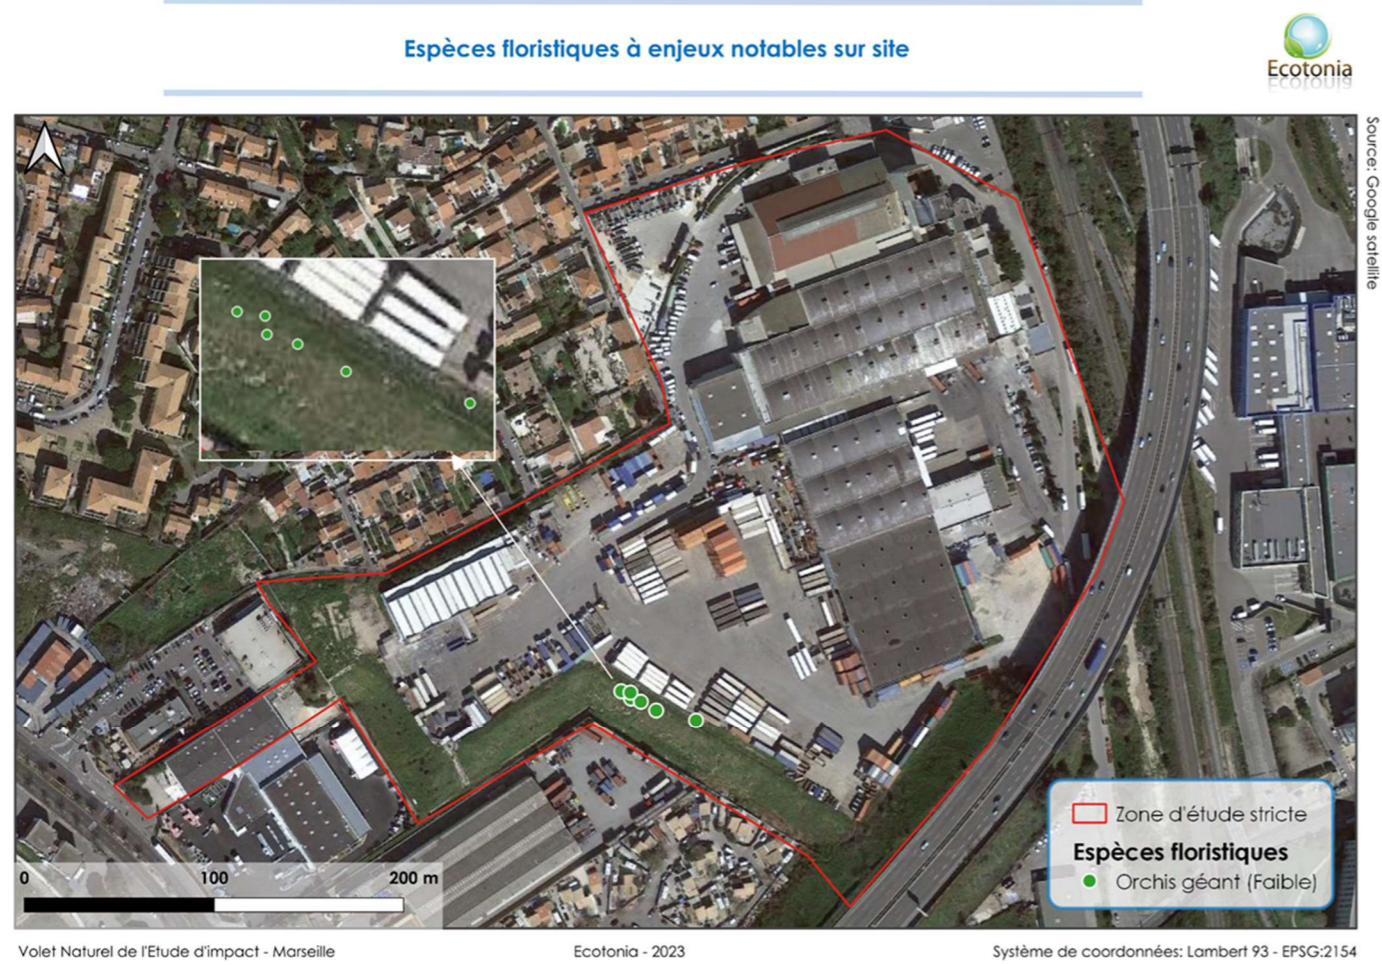 Espèces floristiques à enjeux notables sur site
Ecotonia
Source: Google satellite
Zone d'étude stricte
Espèces floristiques
Orchis géant (Faible)
0 100 200 m
Volet Naturel de l'Etude d'impact - Marseille
Ecotonia - 2023
Système de coordonnées: Lambert 93 - EPSG:2154